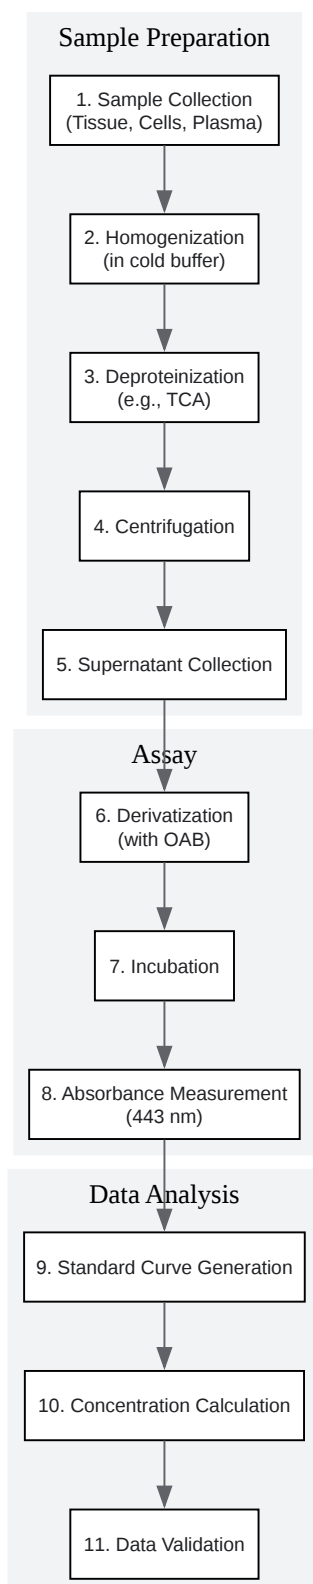 Sample Preparation
1. Sample Collection
(Tissue, Cells, Plasma)
2. Homogenization
(in cold buffer)
3. Deproteinization
(e.g., TCA)
4. Centrifugation
5. Supernatant Collection
Assay
6. Derivatization
(with OAB)
7. Incubation
8. Absorbance Measurement
(443 nm)
Data Analysis
9. Standard Curve Generation
10. Concentration Calculation
11. Data Validation